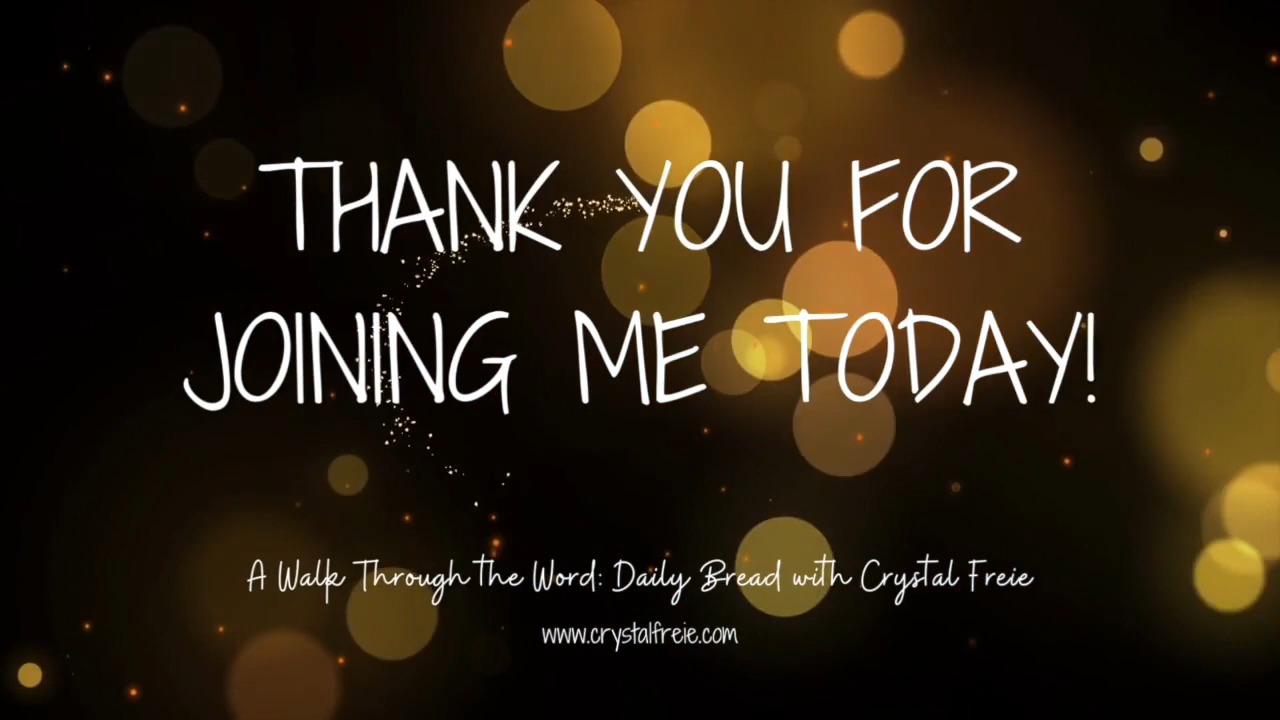 THANK YOU FOR
JOINING ME TODAY!
A Walk Through the Word: Daily Bread with Crystal Freie
www.crystalfreie.com